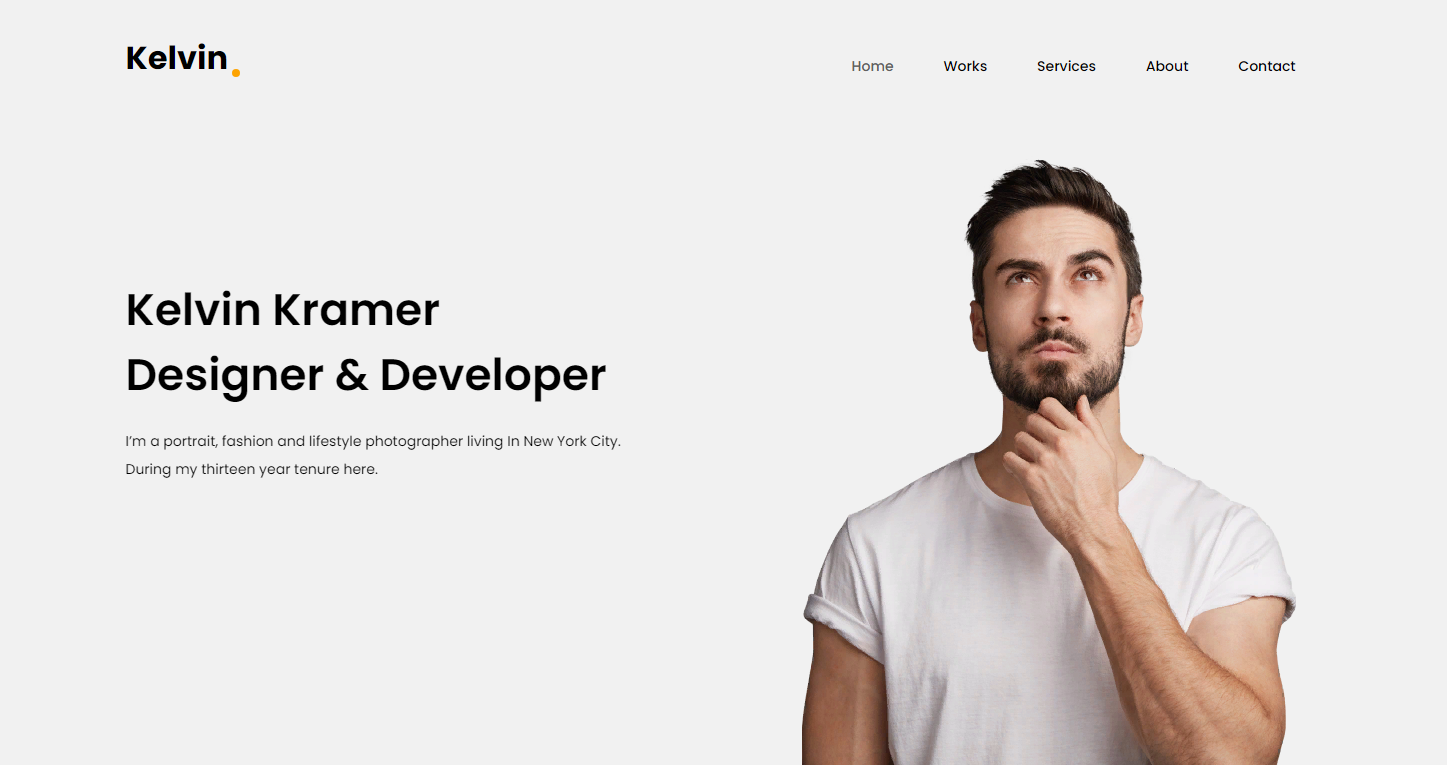 Kelvin.
Home Works Services About Contact
Kelvin Kramer
Designer & Developer
I'm a portrait, fashion and lifestyle photographer living In New York City.
During my thirteen year tenure here.